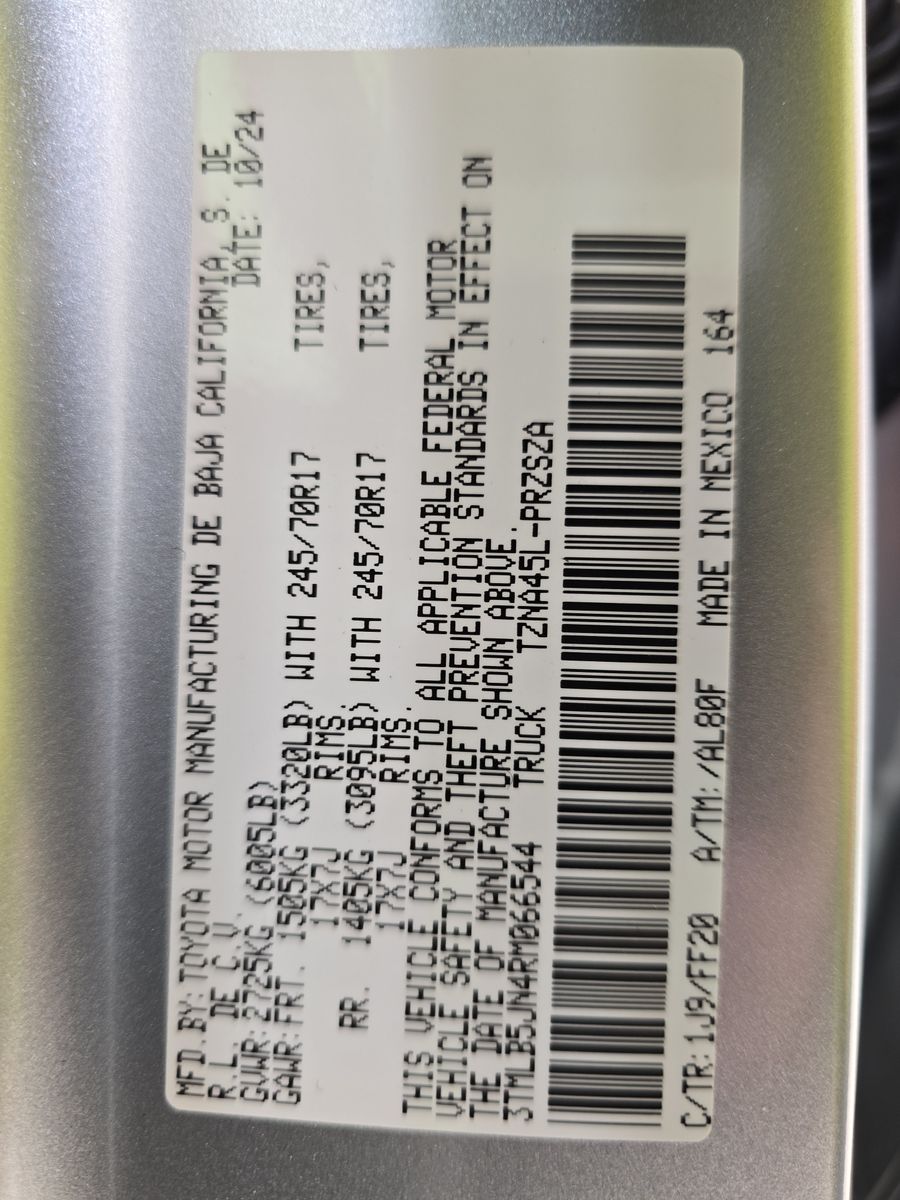 MFD.BY:TOYOTA MOTOR MANUFACTURING DE BAJA CALIFORNIA, S. DE
R.L. DE C.V. DATE: 10/24
GVWR:2725KG (6005LB)
GAWR:FRT. 1505KG (3320LB) WITH 245/70R17 TIRES,
17X7J RIMS.
RR. 1405KG (3095LB) WITH 245/70R17 TIRES,
17X7J RIMS.
THIS VEHICLE CONFORMS TO ALL APPLICABLE FEDERAL MOTOR
VEHICLE SAFETY AND THEFT PREVENTION STANDARDS IN EFFECT ON
THE DATE OF MANUFACTURE SHOWN ABOVE.
3TMLB5JN4RM066544 TRUCK TZNA45L-PRZSZA
C/TR:1J9/FF20 A/TM:/AL80F MADE IN MEXICO 164